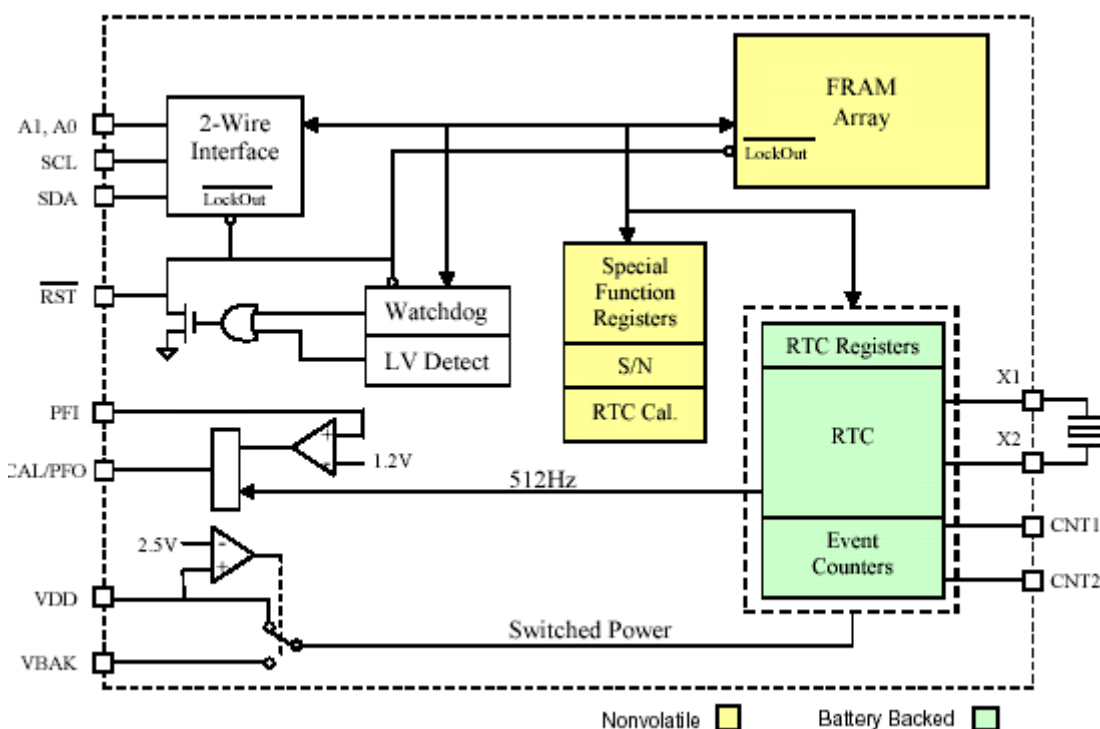 FRAM
Array
LockOut
A1, A0
SCL
SDA
2-Wire
Interface
LockOut
RST
Watchdog
LV Detect
Special
Function
Registers
S/N
RTC Cal.
RTC Registers
RTC
Event
Counters
X1
X2
CNT1
CNT2
PFI
+
-
1.2V
CAL/PFO
512Hz
2.5V
-
+
VDD
VBAK
Switched Power
Nonvolatile
Battery Backed